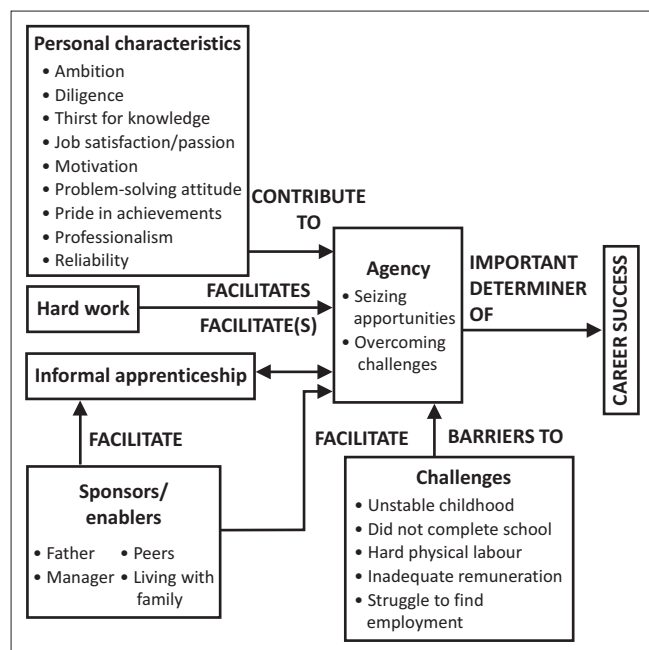 Personal characteristics
• Ambition
• Diligence
• Thirst for knowledge
• Job satisfaction/passion
• Motivation
• Problem-solving attitude
• Pride in achievements
• Professionalism
• Reliability
CONTRIBUTE
TO
Hard work
FACILITATES
FACILITATE(S)
Informal apprenticeship
Agency
• Seizing
apportunities
• Overcoming
challenges
IMPORTANT
DETERMINER
OF
CAREER SUCCESS
FACILITATE
FACILITATE
BARRIERS TO
Sponsors/
enablers
• Father • Peers
• Manager • Living with
family
Challenges
• Unstable childhood
• Did not complete school
• Hard physical labour
• Inadequate remuneration
• Struggle to find
employment